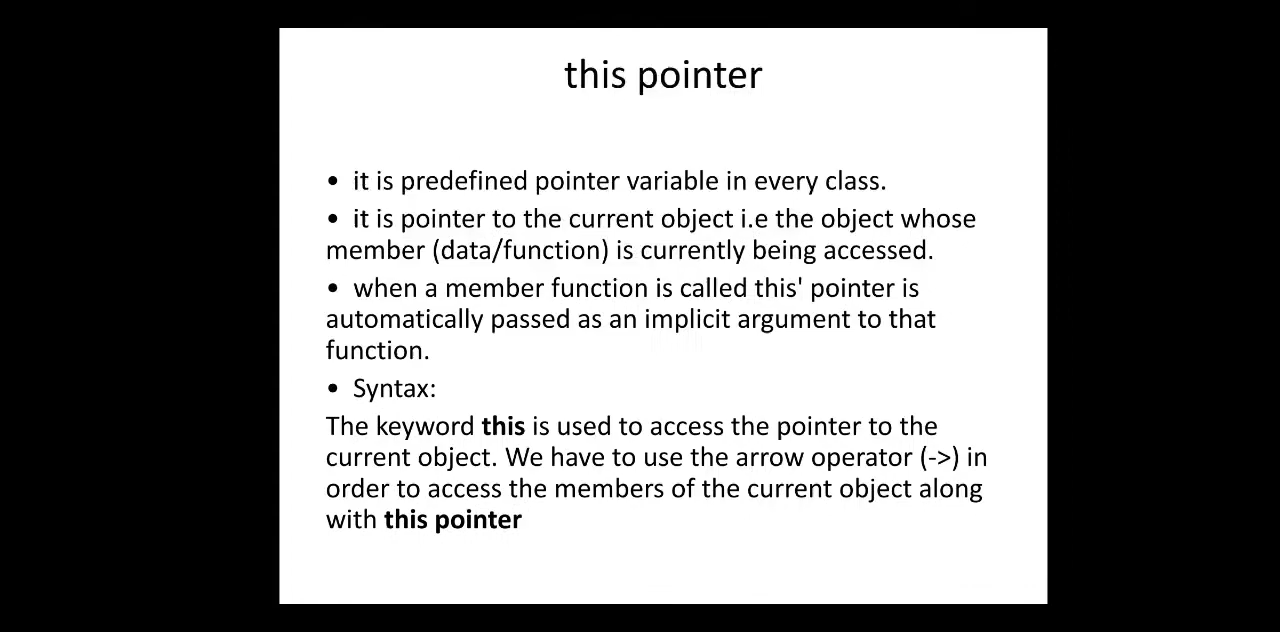 this pointer
• it is predefined pointer variable in every class.
• it is pointer to the current object i.e the object whose
member (data/function) is currently being accessed.
• when a member function is called this' pointer is
automatically passed as an implicit argument to that
function.
• Syntax:
The keyword this is used to access the pointer to the
current object. We have to use the arrow operator (->) in
order to access the members of the current object along
with this pointer